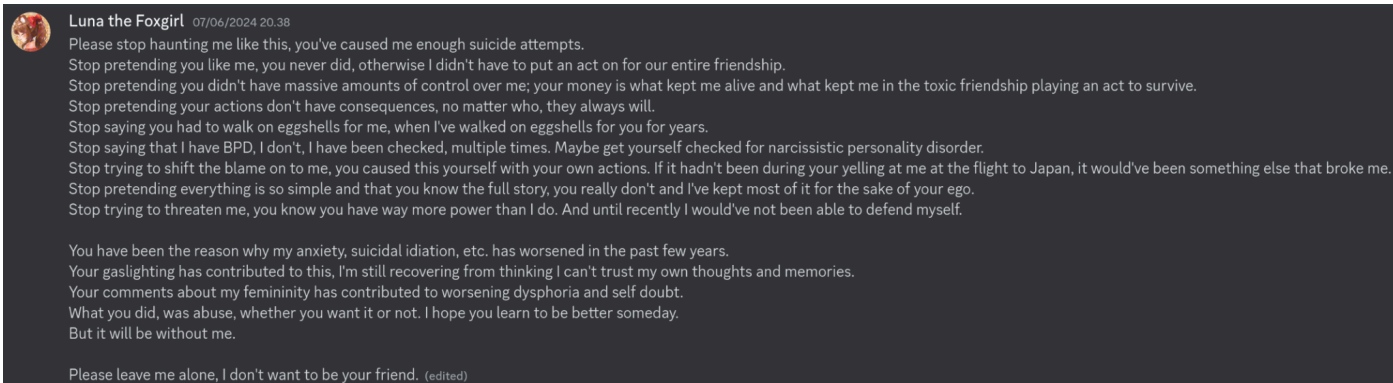 Luna the Foxgirl 07/06/2024 20.38
Please stop haunting me like this, you've caused me enough suicide attempts.
Stop pretending you like me, you never did, otherwise I didn't have to put an act on for our entire friendship.
Stop pretending you didn't have massive amounts of control over me; your money is what kept me alive and what kept me in the toxic friendship playing an act to survive.
Stop pretending your actions don't have consequences, no matter who, they always will.
Stop saying you had to walk on eggshells for me, when I've walked on eggshells for you for years.
Stop saying that I have BPD, I don't, I have been checked, multiple times. Maybe get yourself checked for narcissistic personality disorder.
Stop trying to shift the blame on to me, you caused this yourself with your own actions. If it hadn't been during your yelling at me at the flight to Japan, it would've been something else that broke me.
Stop pretending everything is so simple and that you know the full story, you really don't and I've kept most of it for the sake of your ego.
Stop trying to threaten me, you know you have way more power than I do. And until recently I would've not been able to defend myself.
You have been the reason why my anxiety, suicidal idiation, etc. has worsened in the past few years.
Your gaslighting has contributed to this, I'm still recovering from thinking I can't trust my own thoughts and memories.
Your comments about my femininity has contributed to worsening dysphoria and self doubt.
What you did, was abuse, whether you want it or not. I hope you learn to be better someday.
But it will be without me.
Please leave me alone, I don't want to be your friend. (edited)